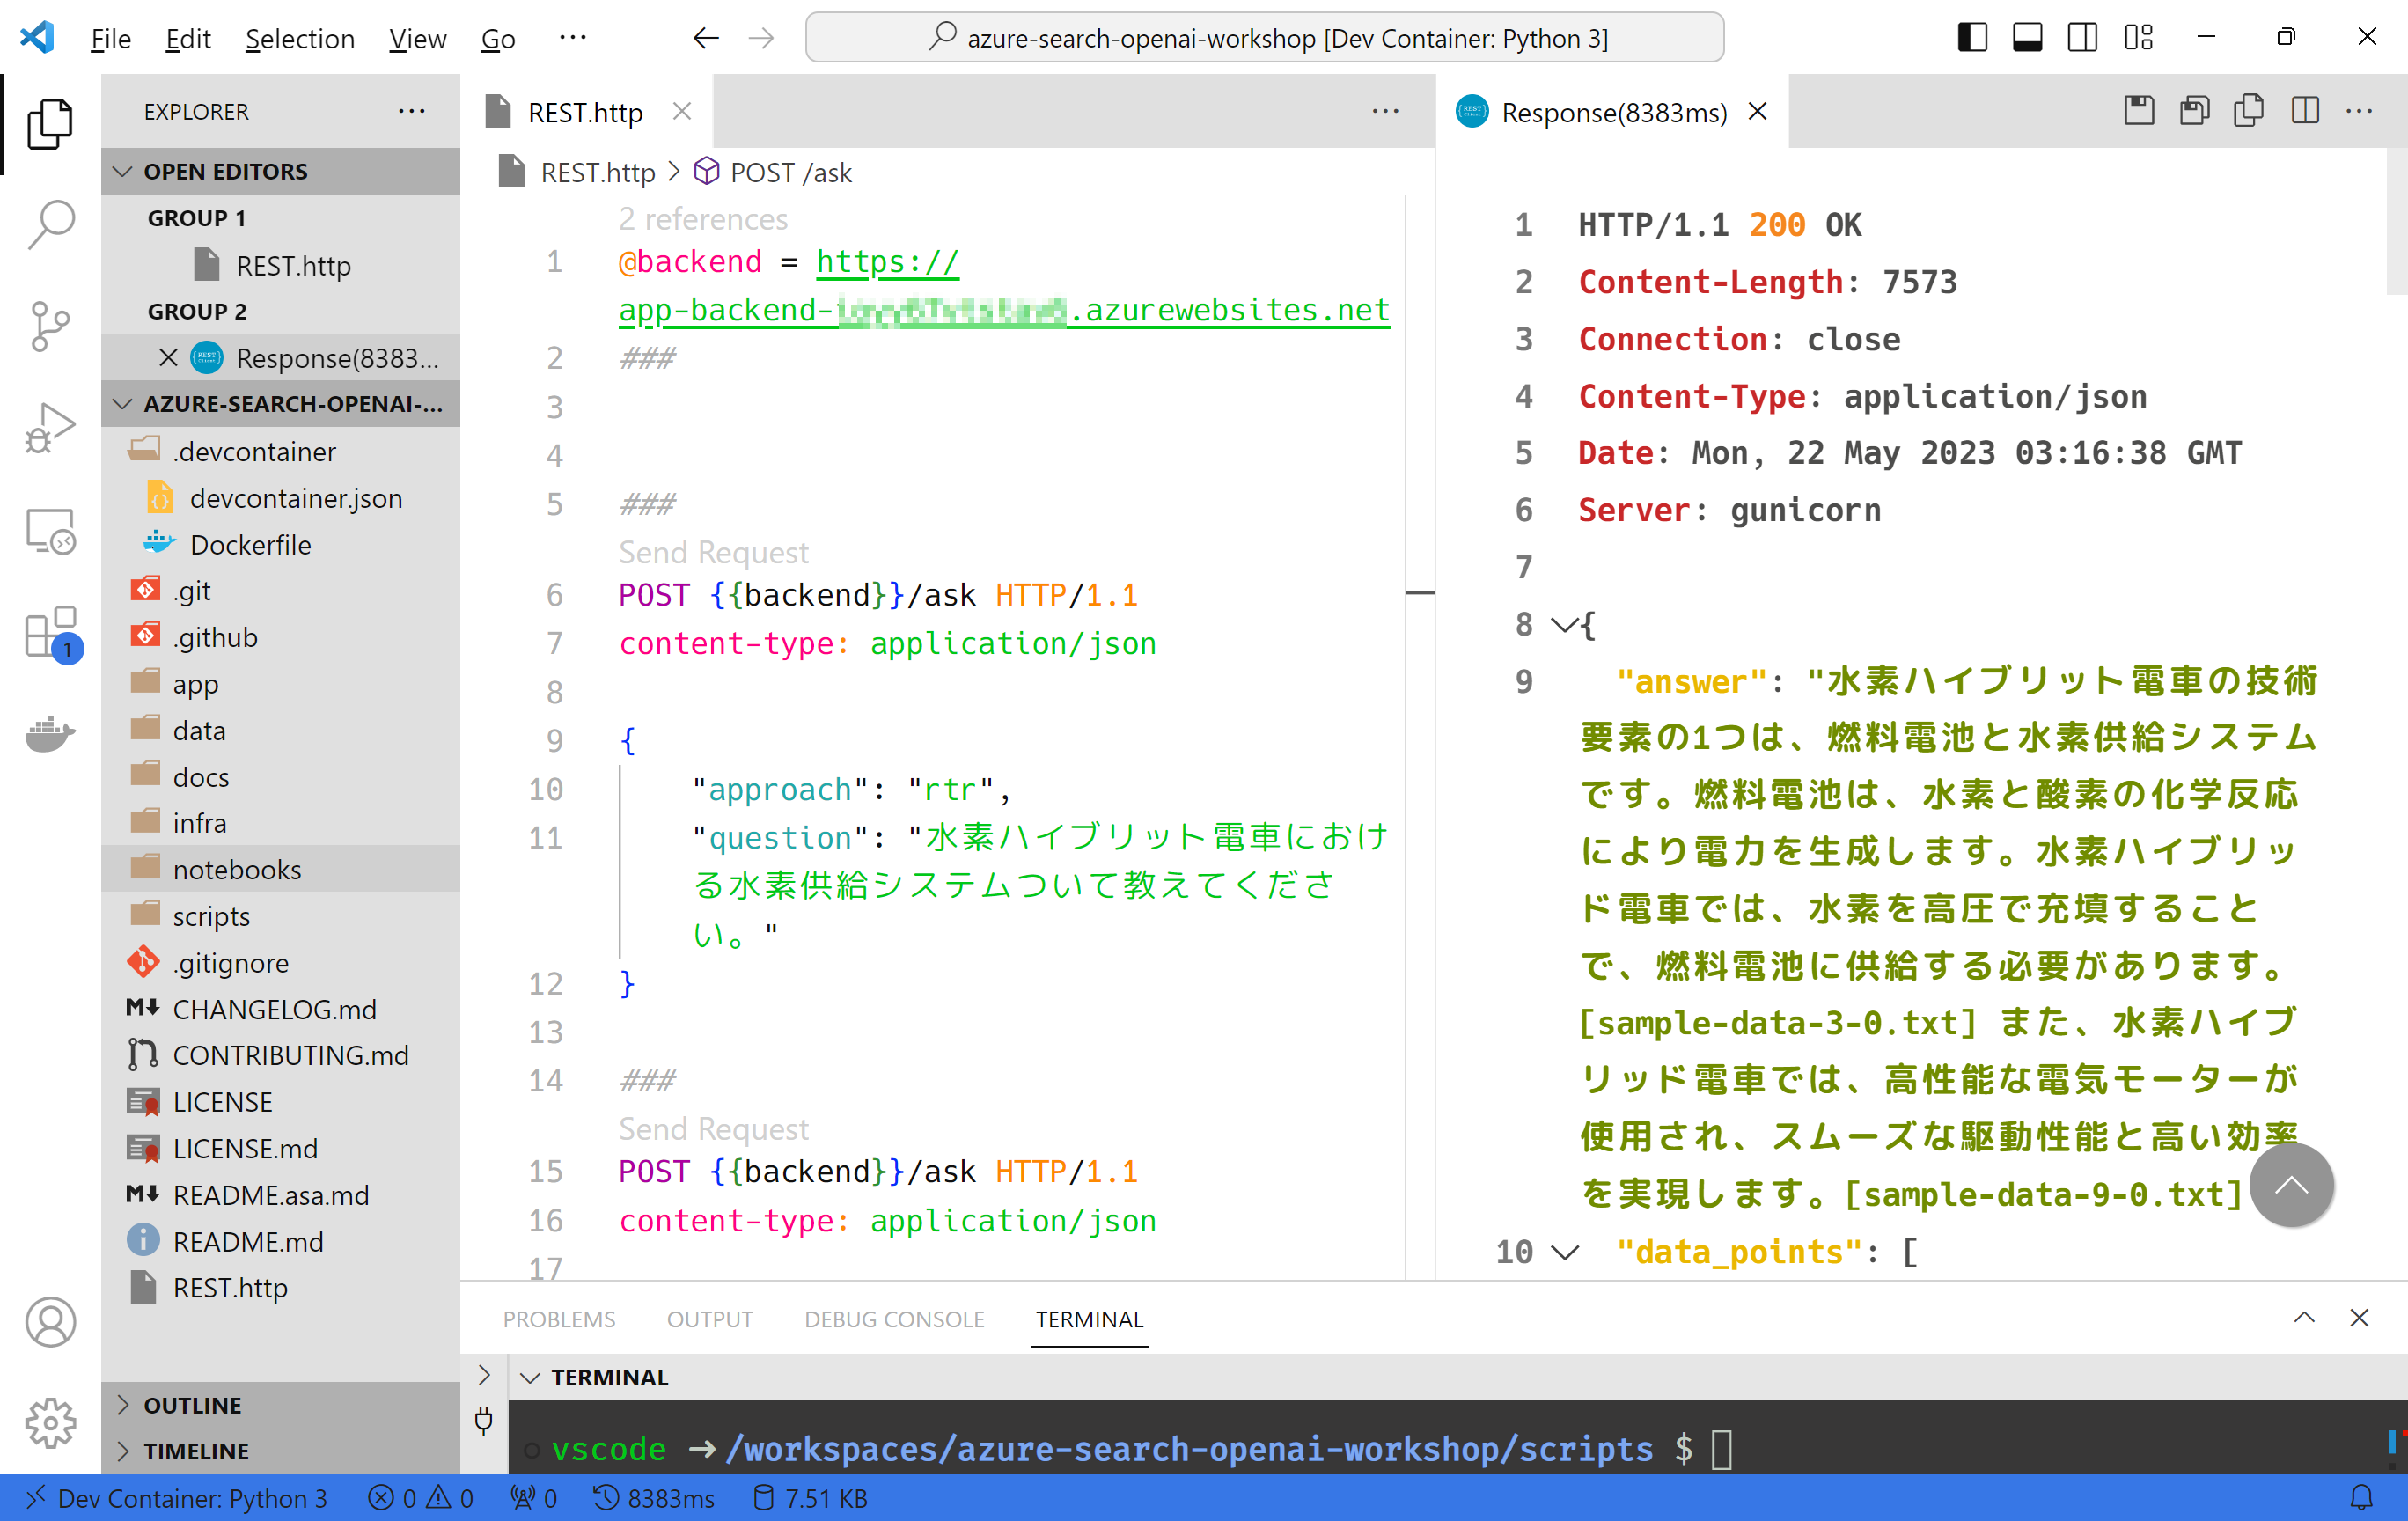 File Edit Selection View Go ···
azure-search-openai-workshop [Dev Container: Python 3]
EXPLORER
OPEN EDITORS
GROUP 1
REST.http
GROUP 2
Response(8383...
AZURE-SEARCH-OPENAI-...
.devcontainer
devcontainer.json
Dockerfile
.git
.github
app
data
docs
infra
notebooks
scripts
.gitignore
CHANGELOG.md
CONTRIBUTING.md
LICENSE
LICENSE.md
README.asa.md
README.md
REST.http
OUTLINE
TIMELINE
1
REST.http
REST.http > POST /ask
2 references
1 @backend = https://
app-backend- .azurewebsites.net
2 ###
3
4
5 ###
Send Request
6 POST {{backend}}/ask HTTP/1.1
7 content-type: application/json
8
9 {
10 "approach": "rtr",
11 "question": "水素ハイブリット電車におけ
る水素供給システムついて教えてくださ
い。"
12 }
13
14 ###
Send Request
15 POST {{backend}}/ask HTTP/1.1
16 content-type: application/json
17
Response(8383ms)
1 HTTP/1.1 200 OK
2 Content-Length: 7573
3 Connection: close
4 Content-Type: application/json
5 Date: Mon, 22 May 2023 03:16:38 GMT
6 Server: gunicorn
7
8 {
9 "answer": "水素ハイブリット電車の技術
要素の1つは、燃料電池と水素供給システム
です。燃料電池は、水素と酸素の化学反応
により電力を生成します。水素ハイブリッ
ド電車では、水素を高圧で充填すること
で、燃料電池に供給する必要があります。
[sample-data-3-0.txt] また、水素ハイブ
リッド電車では、高性能な電気モーターが
使用され、スムーズな駆動性能と高い効率
を実現します。[sample-data-9-0.txt]
10 "data_points": [
PROBLEMS OUTPUT DEBUG CONSOLE TERMINAL
TERMINAL
vscode ➜ /workspaces/azure-search-openai-workshop/scripts $
Dev Container: Python 3 0 0 0 8383ms 7.51 KB